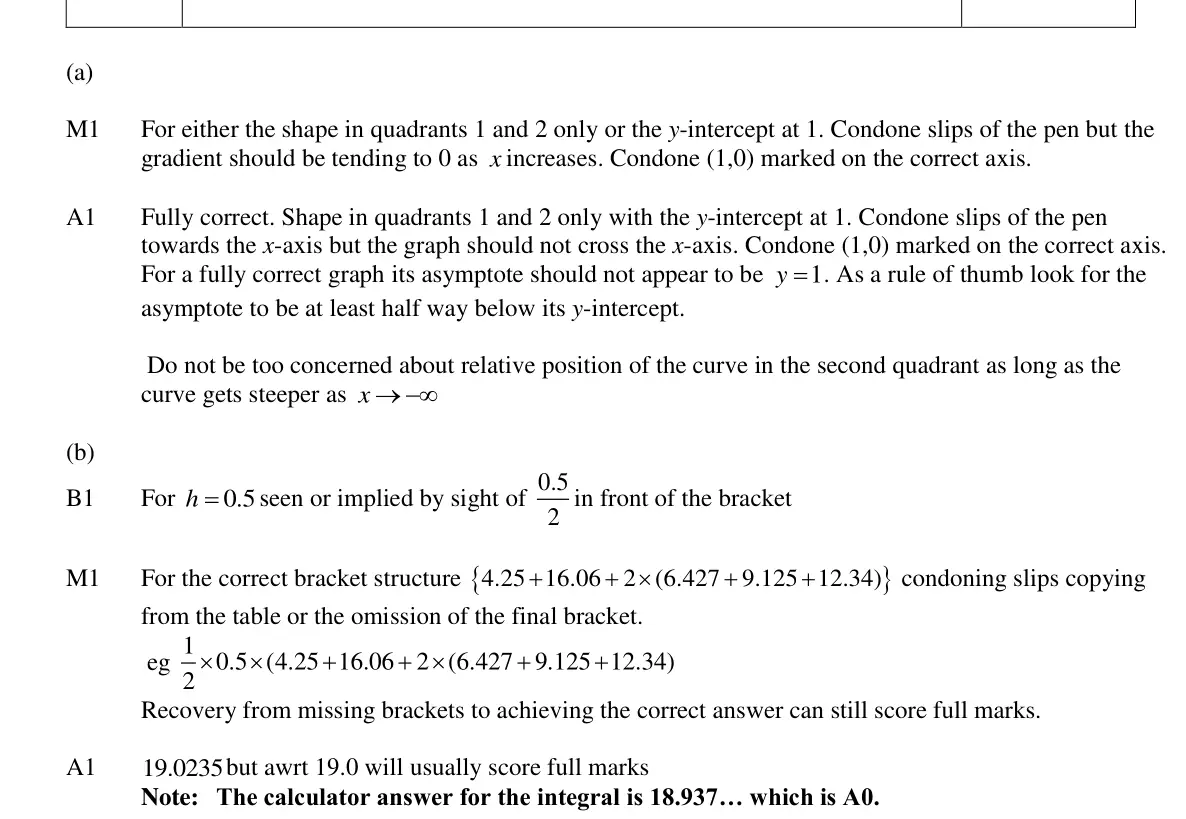 (a)
M1 For either the shape in quadrants 1 and 2 only or the y-intercept at 1. Condone slips of the pen but the
gradient should be tending to 0 as x increases. Condone (1,0) marked on the correct axis.
A1 Fully correct. Shape in quadrants 1 and 2 only with the y-intercept at 1. Condone slips of the pen
towards the x-axis but the graph should not cross the x-axis. Condone (1,0) marked on the correct axis.
For a fully correct graph its asymptote should not appear to be y = 1. As a rule of thumb look for the
asymptote to be at least half way below its y-intercept.
Do not be too concerned about relative position of the curve in the second quadrant as long as the
curve gets steeper as x → −∞
(b)
B1 For h = 0.5 seen or implied by sight of 0.5/2 in front of the bracket
M1 For the correct bracket structure {4.25+16.06+2×(6.427+9.125+12.34)} condoning slips copying
from the table or the omission of the final bracket.
eg 1/2 ×0.5×(4.25+16.06+2×(6.427+9.125+12.34)
Recovery from missing brackets to achieving the correct answer can still score full marks.
A1 19.0235 but awrt 19.0 will usually score full marks
Note: The calculator answer for the integral is 18.937… which is A0.